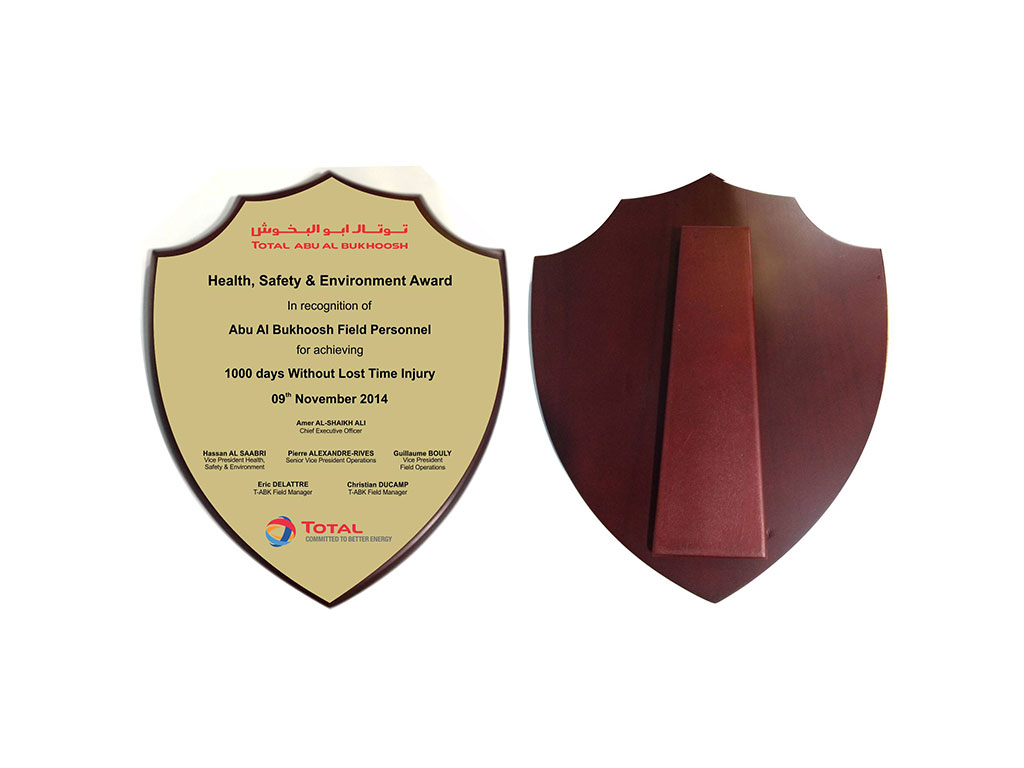 توتال ابو البخوش
TOTAL ABU AL BUKHOOSH
Health, Safety & Environment Award
In recognition of
Abu Al Bukhoosh Field Personnel
for achieving
1000 days Without Lost Time Injury
09th November 2014
Amer AL-SHAIKH ALI
Chief Executive Officer
Hassan AL SAABRI
Vice President Health,
Safety & Environment
Pierre ALEXANDRE-RIVES
Senior Vice President Operations
Guillaume BOULY
Vice President
Field Operations
Eric DELATTRE
T-ABK Field Manager
Christian DUCAMP
T-ABK Field Manager
TOTAL
COMMITTED TO BETTER ENERGY